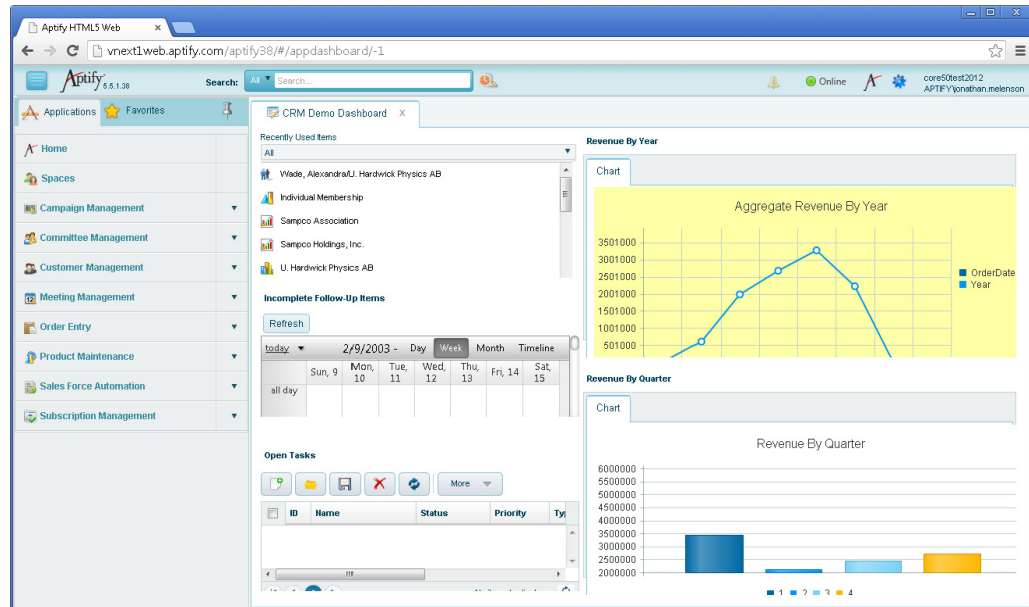 Aptify HTML5 Web x
vnext1web.aptify.com/aptify38/#/appdashboard/-1
Aptify 5.5.1.38
Search: All Search...
Online
core50test2012
APTIFY\jonathan.melenson
Applications
Favorites
Home
Spaces
Campaign Management
Committee Management
Customer Management
Meeting Management
Order Entry
Product Maintenance
Sales Force Automation
Subscription Management
CRM Demo Dashboard X
Recently Used Items
All
Wade, Alexandra/U. Hardwick Physics AB
Individual Membership
Sampco Association
Sampco Holdings, Inc.
U. Hardwick Physics AB
Incomplete Follow-Up Items
Refresh
today 2/9/2003 - Day Week Month Timeline
Sun, 9 Mon, 10 Tue, 11 Wed, 12 Thu, 13 Fri, 14 Sat, 15
all day
Open Tasks
More
ID Name Status Priority Ty
Revenue By Year
Chart
Aggregate Revenue By Year
3501000
3001000
2501000
2001000
1501000
1001000
501000
OrderDate
Year
Revenue By Quarter
Chart
Revenue By Quarter
6000000
5500000
5000000
4500000
4000000
3500000
3000000
2500000
2000000
1 2 3 4